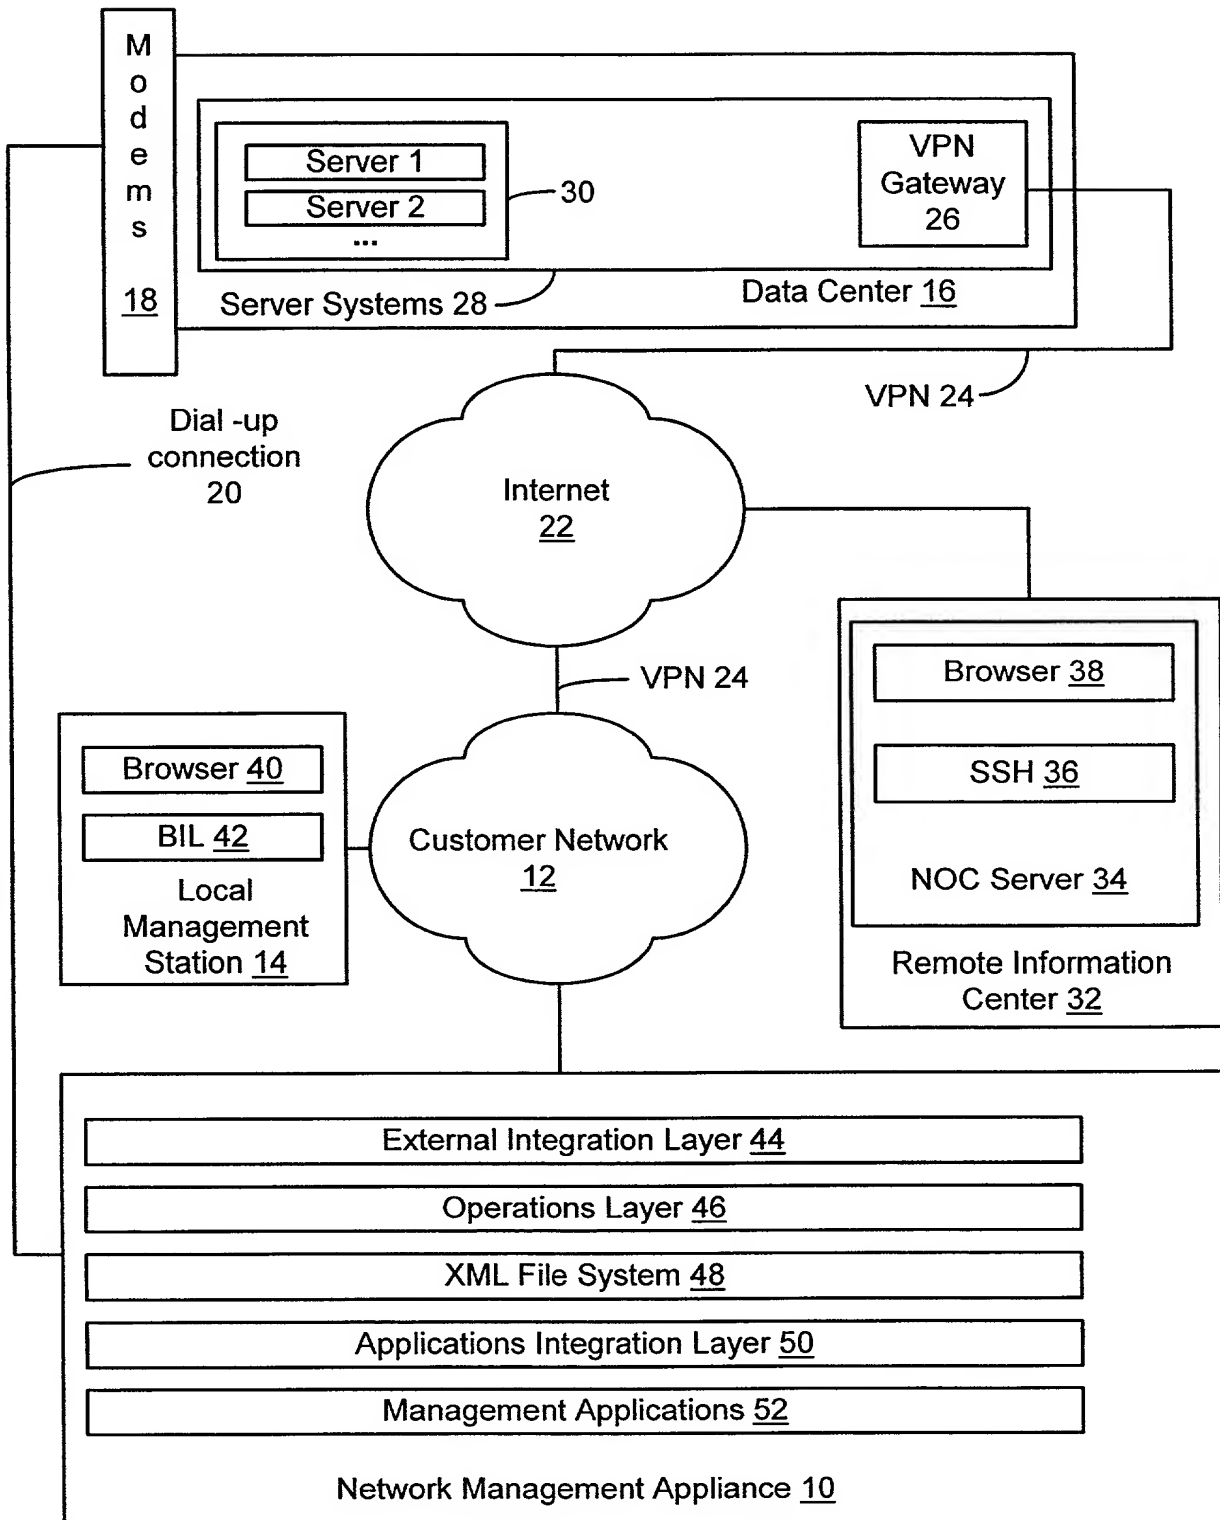 Modems
18
Server 1
Server 2
...
30
VPN
Gateway
26
Server Systems 28
Data Center 16
VPN 24
Dial -up
connection
20
Internet
22
VPN 24
Browser 38
SSH 36
NOC Server 34
Remote Information
Center 32
Browser 40
BIL 42
Local
Management
Station 14
Customer Network
12
External Integration Layer 44
Operations Layer 46
XML File System 48
Applications Integration Layer 50
Management Applications 52
Network Management Appliance 10